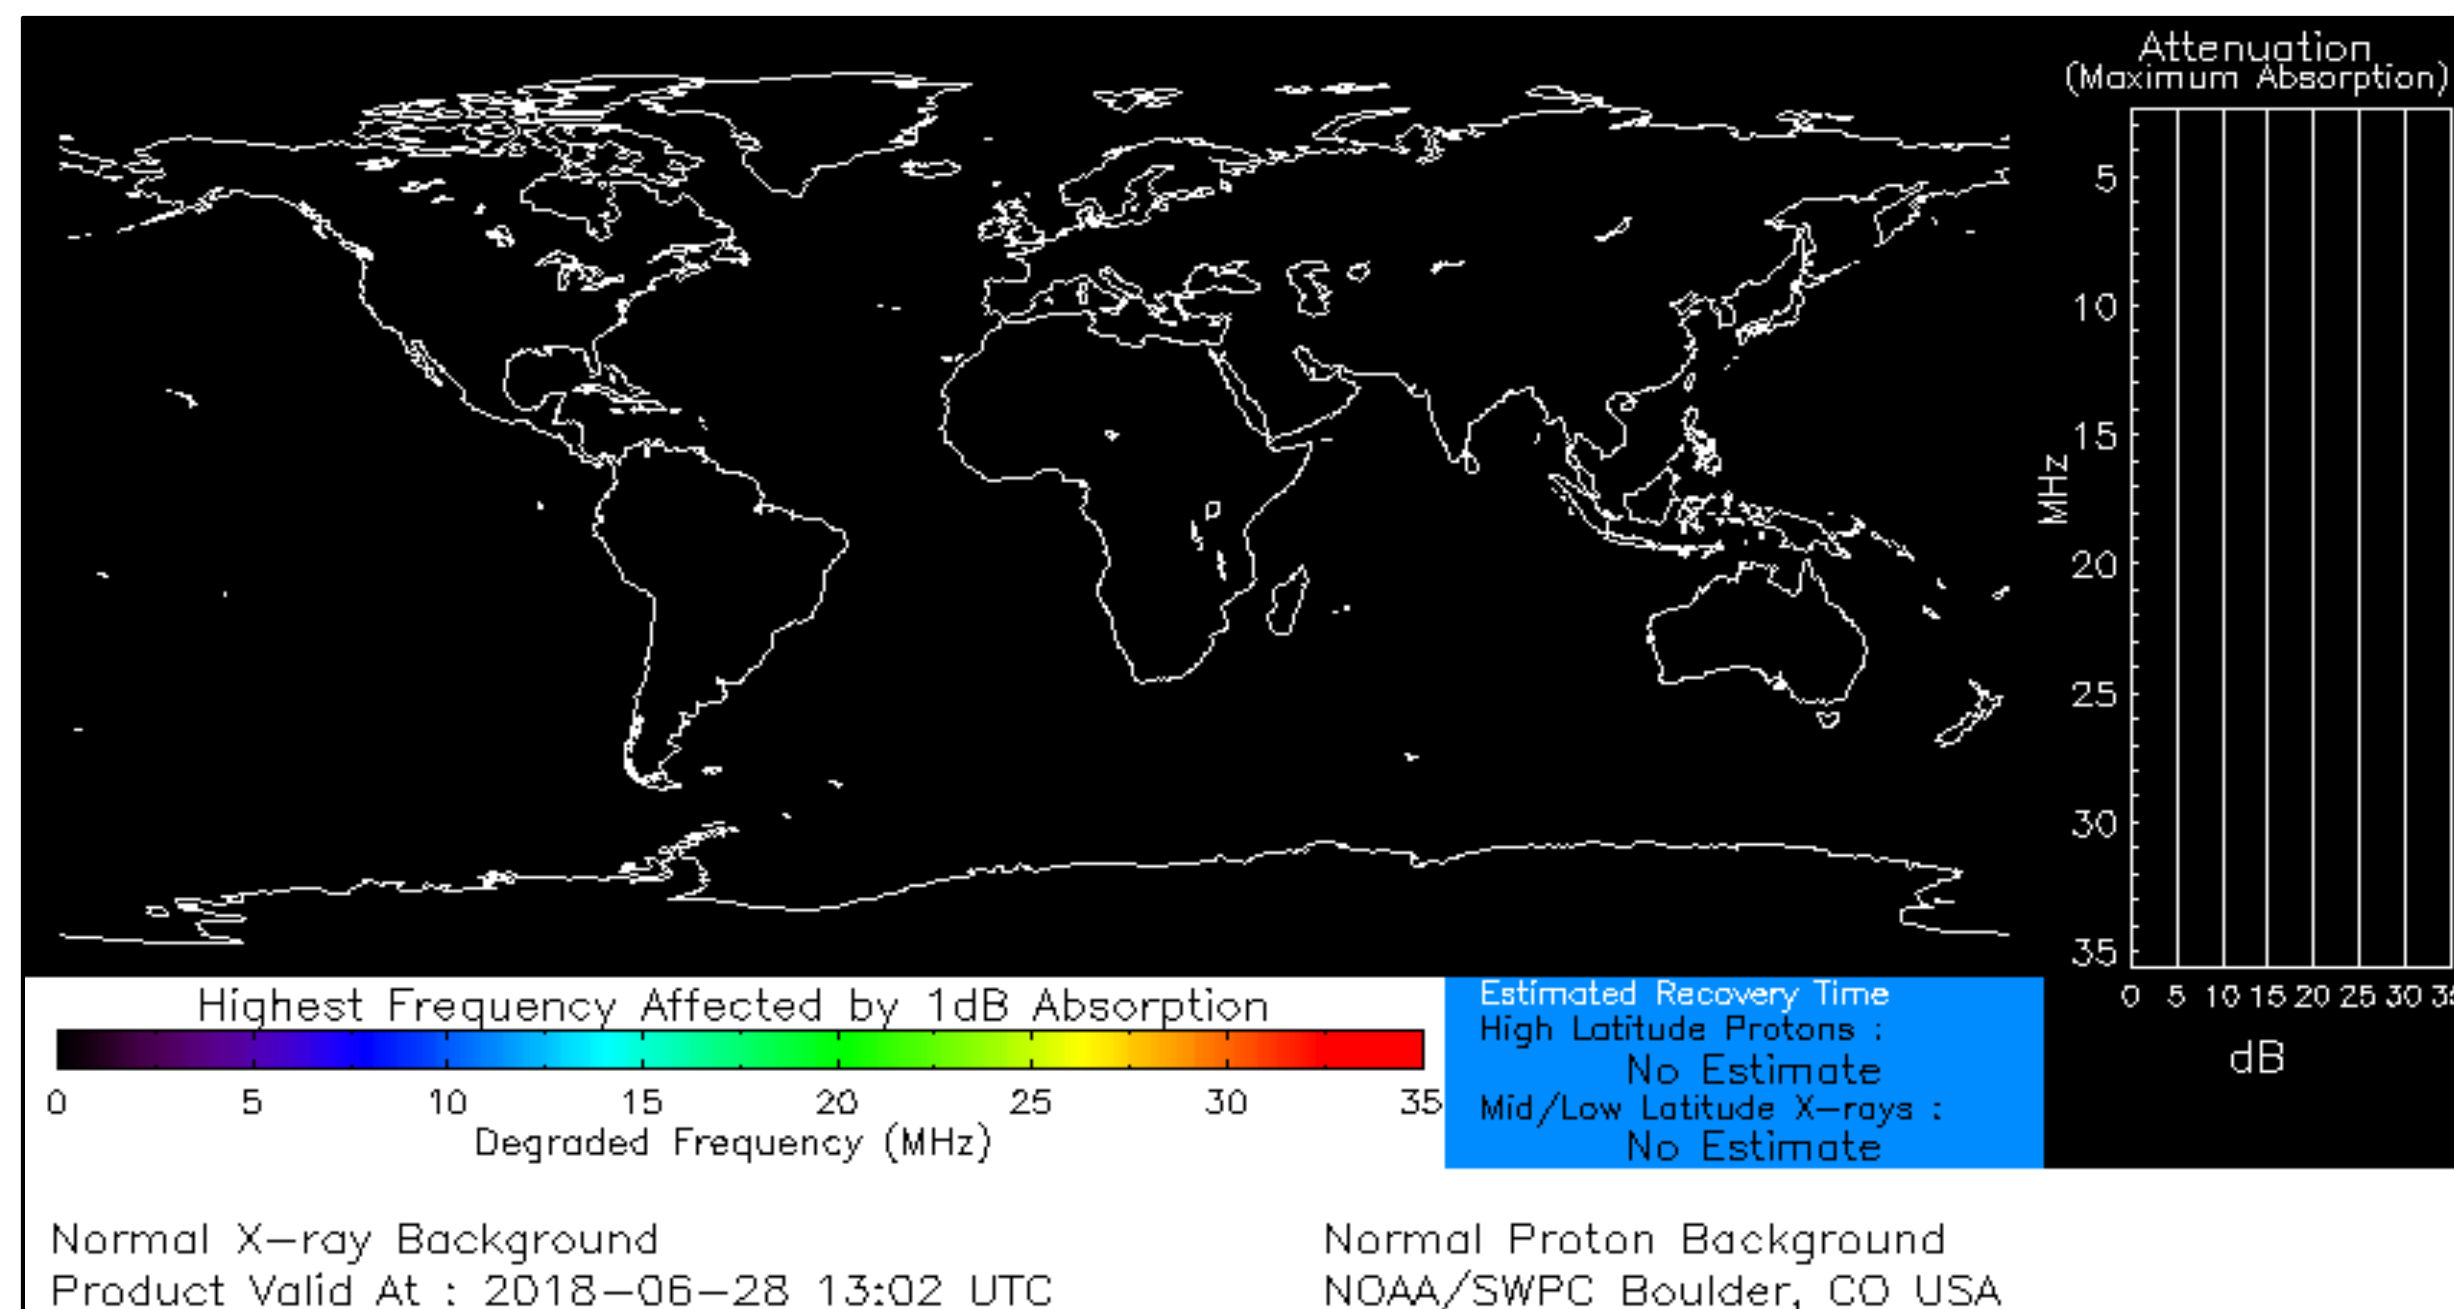 Attenuation
(Maximum Absorption)
5
10
15
20
25
30
35
MHz
0 5 10 15 20 25 30
dB
Highest Frequency Affected by 1dB Absorption
0 5 10 15 20 25 30 35
Degraded Frequency (MHz)
Estimated Recovery Time
High Latitude Protons :
No Estimate
Mid/Low Latitude X-rays :
No Estimate
Normal X-ray Background
Normal Proton Background
Product Valid At : 2018-06-28 13:02 UTC
NOAA/SWPC Boulder, CO USA